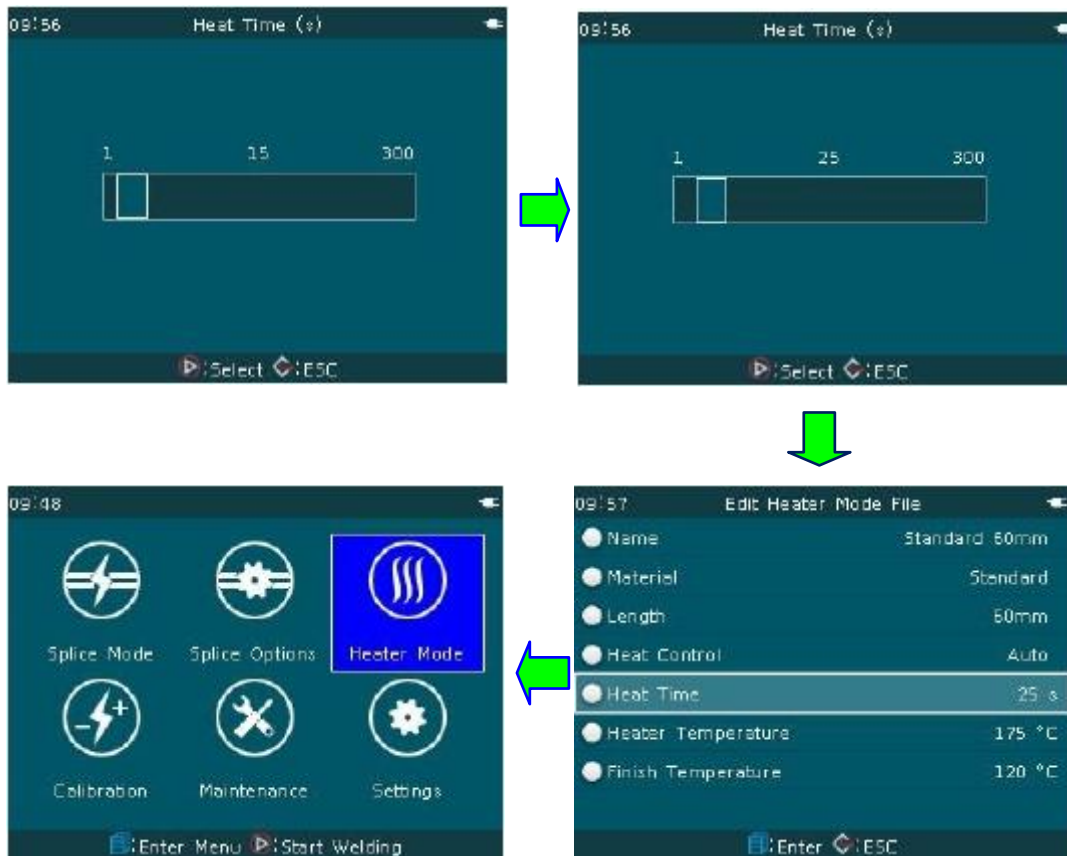 09:56 Heat Time (s)
1 15 300
:Select :ESC
09:56 Heat Time (s)
1 25 300
:Select :ESC
09:48
Splice Mode Splice Options Heater Mode
Calibration Maintenance Settings
:Enter Menu :Start Welding
09:57 Edit Heater Mode File
Name Standard 60mm
Material Standard
Length 60mm
Heat Control Auto
Heat Time 25 s
Heater Temperature 175 °C
Finish Temperature 120 °C
:Enter :ESC